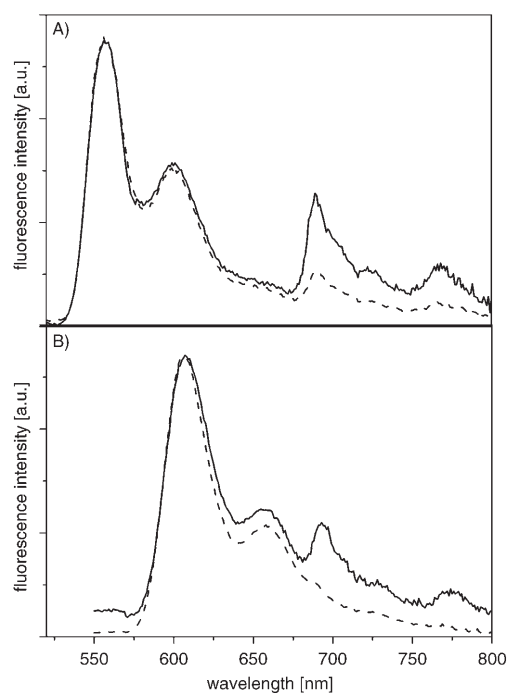 A)
fluorescence intensity [a.u.]
B)
fluorescence intensity [a.u.]
550 600 650 700 750 800
wavelength [nm]